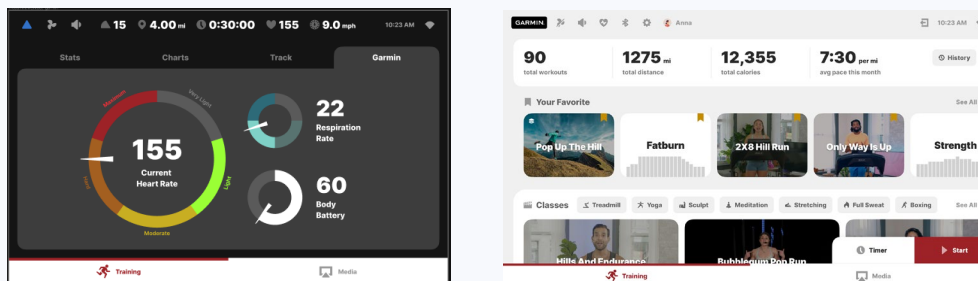 15 4.00 mi 0:30:00 155 9.0 mph 10:23 AM
Stats Charts Track Garmin
Maximum
Very Light
Hard
Light
Moderate
155
Current
Heart Rate
22
Respiration
Rate
60
Body
Battery
Training Media
GARMIN Anna 10:23 AM
90 1275 mi 12,355 7:30 per mi
total workouts total distance total calories avg pace this month
History
Your Favorite See All
Pop Up The Hill Fatburn 2X8 Hill Run Only Way Is Up Strength
Classes Treadmill Yoga Sculpt Meditation Stretching Full Sweat Boxing See All
Hills And Endurance Bubblegum Pop Run
Timer Start
Training Media